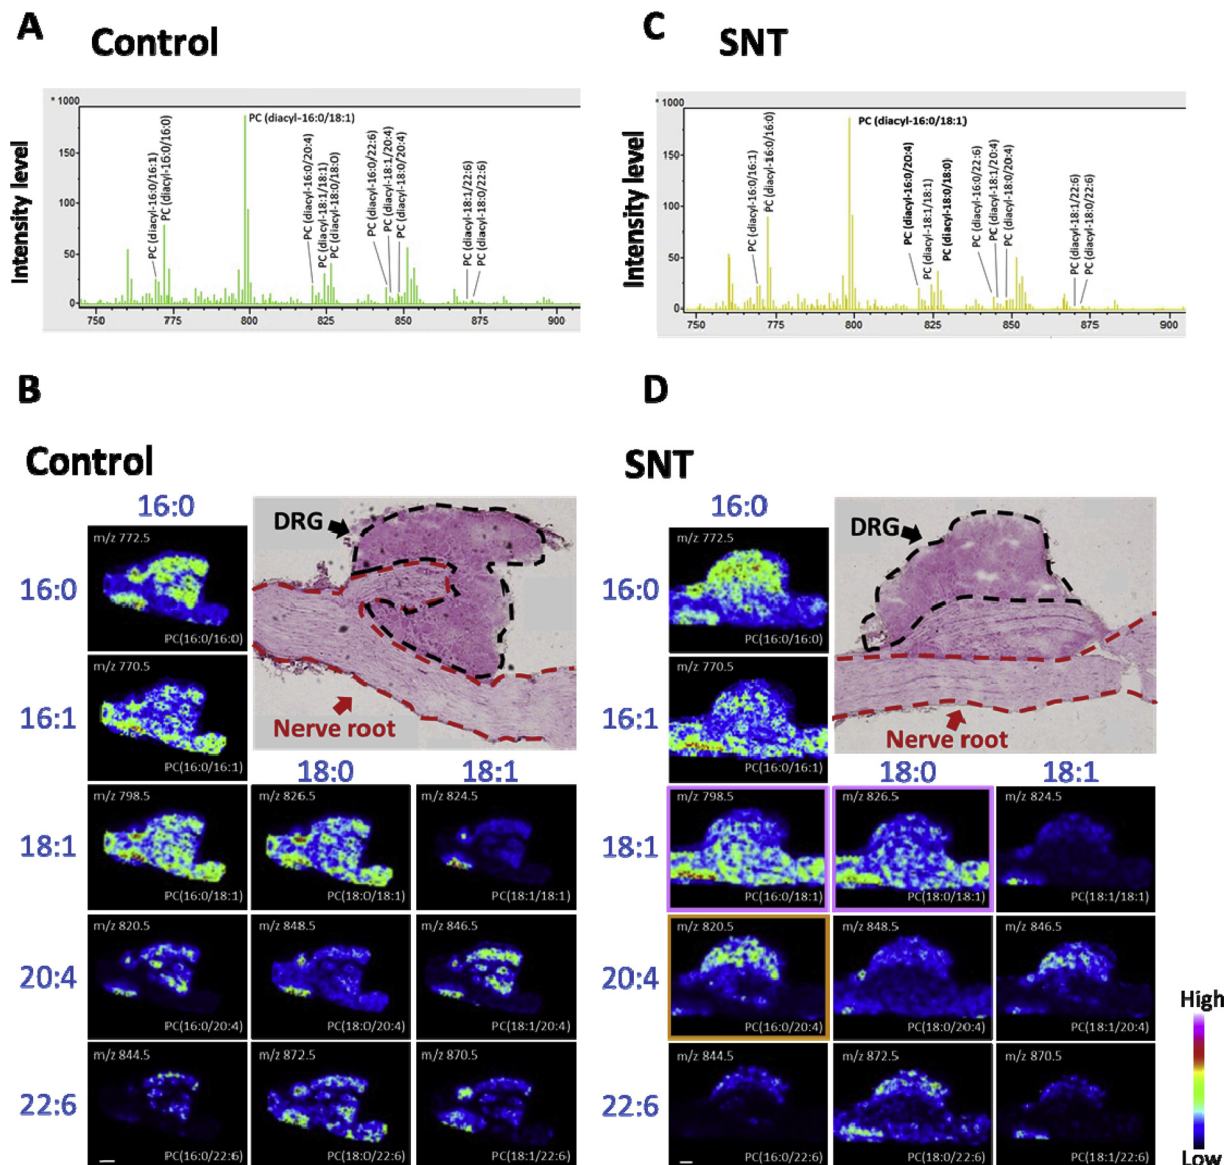 A
Control
* 1000
Intensity level
150
100
50
0
750
775
800
825
850
875
900
PC (diacyl-16:0/16:1)
PC (diacyl-16:0/16:0)
PC (diacyl-16:0/18:1)
PC (diacyl-16:0/20:4)
PC (diacyl-18:1/18:1)
PC (diacyl-18:0/18:0)
PC (diacyl-16:0/22:6)
PC (diacyl-18:1/20:4)
PC (diacyl-18:0/20:4)
PC (diacyl-18:1/22:6)
PC (diacyl-18:0/22:6)
C
SNT
* 1000
Intensity level
150
100
50
0
750
775
800
825
850
875
900
PC (diacyl-16:0/16:1)
PC (diacyl-16:0/16:0)
PC (diacyl-16:0/18:1)
PC (diacyl-16:0/20:4)
PC (diacyl-18:1/18:1)
PC (diacyl-18:0/18:0)
PC (diacyl-16:0/22:6)
PC (diacyl-18:1/20:4)
PC (diacyl-18:0/20:4)
PC (diacyl-18:1/22:6)
PC (diacyl-18:0/22:6)
B
Control
16:0
DRG
Nerve root
16:0
m/z 772.5
PC(16:0/16:0)
16:1
m/z 770.5
PC(16:0/16:1)
18:0
18:1
18:1
m/z 798.5
PC(16:0/18:1)
m/z 826.5
PC(18:0/18:1)
m/z 824.5
PC(18:1/18:1)
20:4
m/z 820.5
PC(16:0/20:4)
m/z 848.5
PC(18:0/20:4)
m/z 846.5
PC(18:1/20:4)
22:6
m/z 844.5
PC(16:0/22:6)
m/z 872.5
PC(18:0/22:6)
m/z 870.5
PC(18:1/22:6)
D
SNT
16:0
DRG
Nerve root
16:0
m/z 772.5
PC(16:0/16:0)
16:1
m/z 770.5
PC(16:0/16:1)
18:0
18:1
18:1
m/z 798.5
PC(16:0/18:1)
m/z 826.5
PC(18:0/18:1)
m/z 824.5
PC(18:1/18:1)
20:4
m/z 820.5
PC(16:0/20:4)
m/z 848.5
PC(18:0/20:4)
m/z 846.5
PC(18:1/20:4)
22:6
m/z 844.5
PC(16:0/22:6)
m/z 872.5
PC(18:0/22:6)
m/z 870.5
PC(18:1/22:6)
High
Low